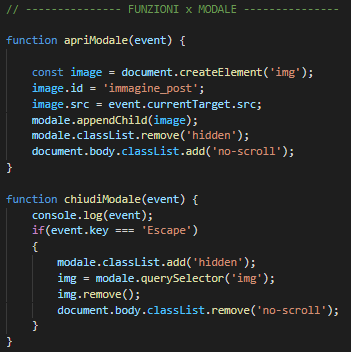 // --------------- FUNZIONI x MODALE ---------------
function apriModale(event) {
const image = document.createElement('img');
image.id = 'immagine_post';
image.src = event.currentTarget.src;
modale.appendChild(image);
modale.classList.remove('hidden');
document.body.classList.add('no-scroll');
}
function chiudiModale(event) {
console.log(event);
if(event.key === 'Escape')
{
modale.classList.add('hidden');
img = modale.querySelector('img');
img.remove();
document.body.classList.remove('no-scroll');
}
}